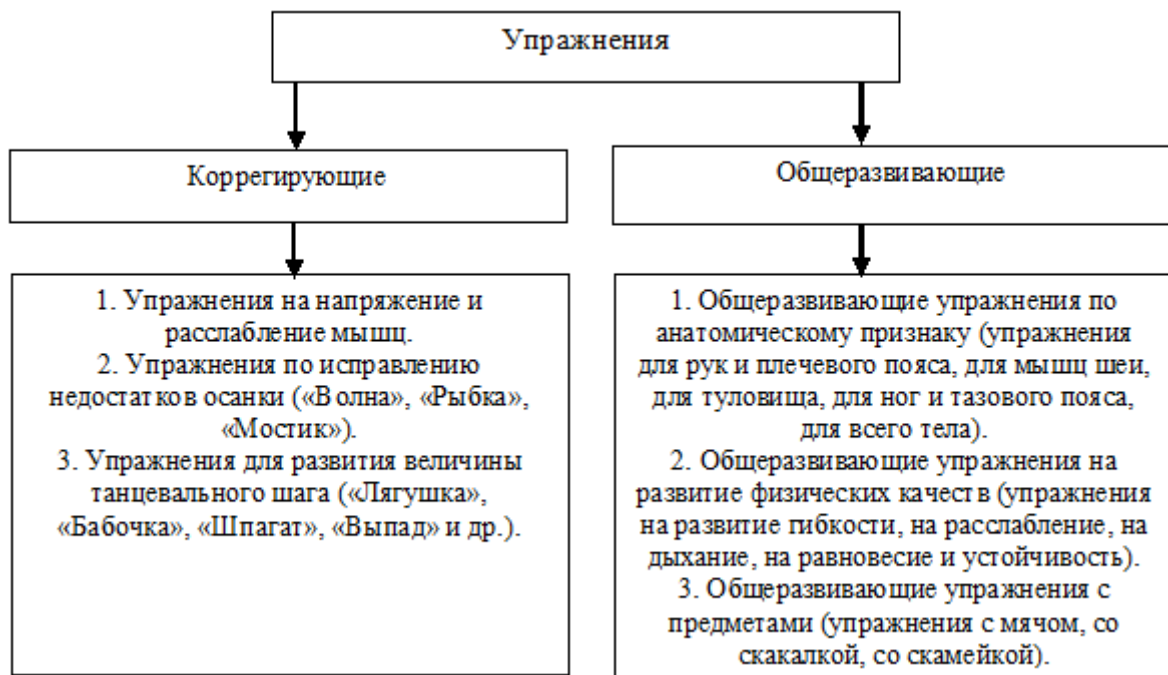 Упражнения
Коррегирующие
Общеразвивающие
1. Упражнения на напряжение и
расслабление мышц.
2. Упражнения по исправлению
недостатков осанки («Волна», «Рыбка»,
«Мостик»).
3. Упражнения для развития величины
танцевального шага («Лягушка»,
«Бабочка», «Шпагат», «Выпад» и др.).
1. Общеразвивающие упражнения по
анатомическому признаку (упражнения
для рук и плечевого пояса, для мышц шеи,
для туловища, для ног и тазового пояса,
для всего тела).
2. Общеразвивающие упражнения на
развитие физических качеств (упражнения
на развитие гибкости, на расслабление, на
дыхание, на равновесие и устойчивость).
3. Общеразвивающие упражнения с
предметами (упражнения с мячом, со
скакалкой, со скамейкой).